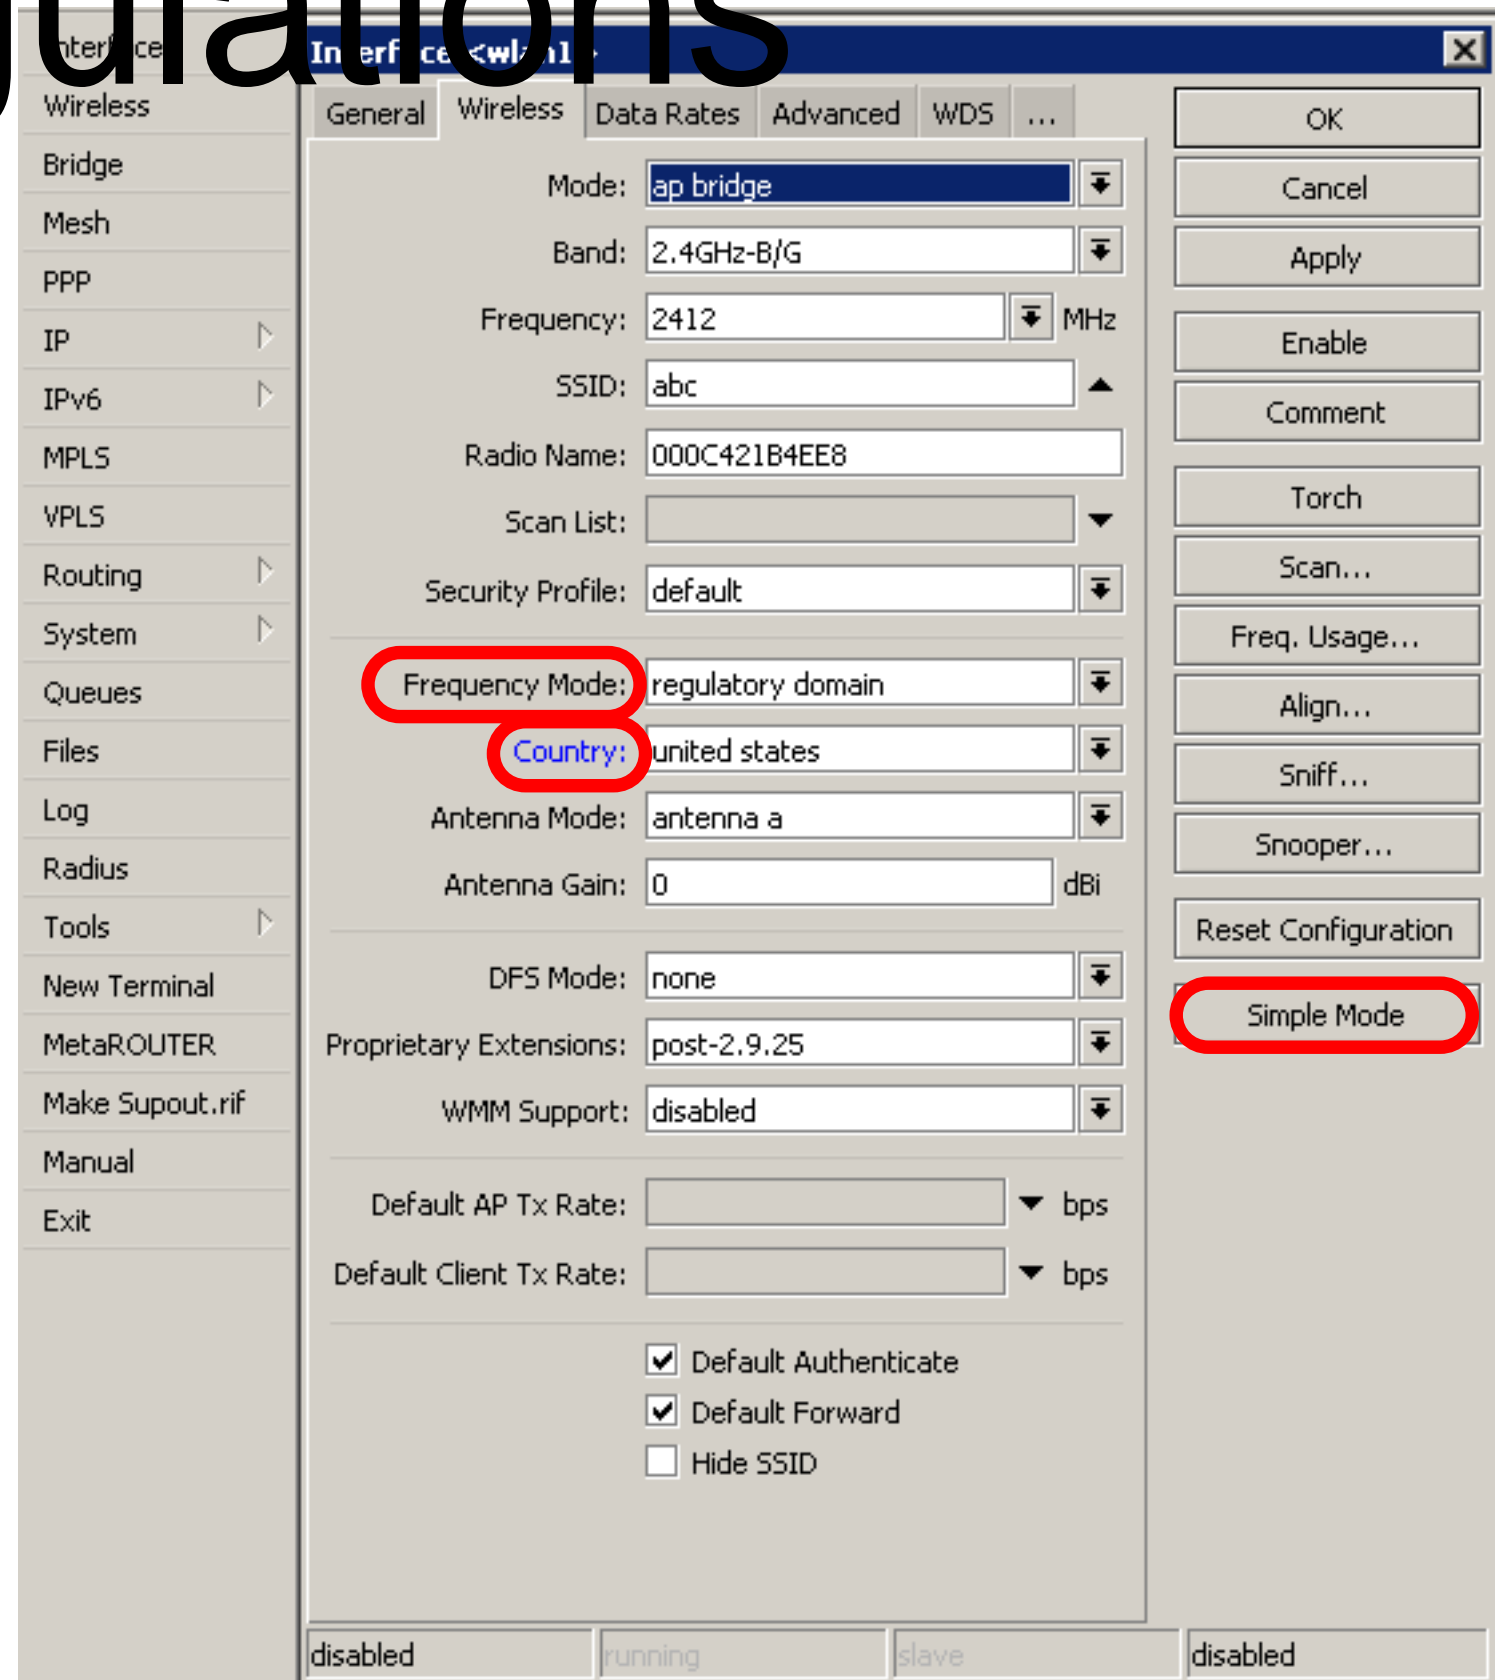 gurations
Interfaces
Wireless
Bridge
Mesh
PPP
IP
IPv6
MPLS
VPLS
Routing
System
Queues
Files
Log
Radius
Tools
New Terminal
MetaROUTER
Make Supout.rif
Manual
Exit
Interface <wlan1>
General Wireless Data Rates Advanced WDS ...
Mode: ap bridge
Band: 2.4GHz-B/G
Frequency: 2412 MHz
SSID: abc
Radio Name: 000C421B4EE8
Scan List:
Security Profile: default
Frequency Mode: regulatory domain
Country: united states
Antenna Mode: antenna a
Antenna Gain: 0 dBi
DFS Mode: none
Proprietary Extensions: post-2.9.25
WMM Support: disabled
Default AP Tx Rate: bps
Default Client Tx Rate: bps
Default Authenticate
Default Forward
Hide SSID
OK
Cancel
Apply
Enable
Comment
Torch
Scan...
Freq. Usage...
Align...
Sniff...
Snooper...
Reset Configuration
Simple Mode
disabled running slave disabled